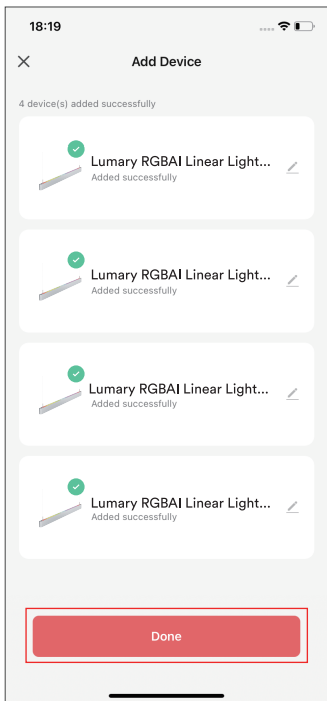 18:19
Add Device
4 device(s) added successfully
Lumary RGBAI Linear Light...
Added successfully
Lumary RGBAI Linear Light...
Added successfully
Lumary RGBAI Linear Light...
Added successfully
Lumary RGBAI Linear Light...
Added successfully
Done